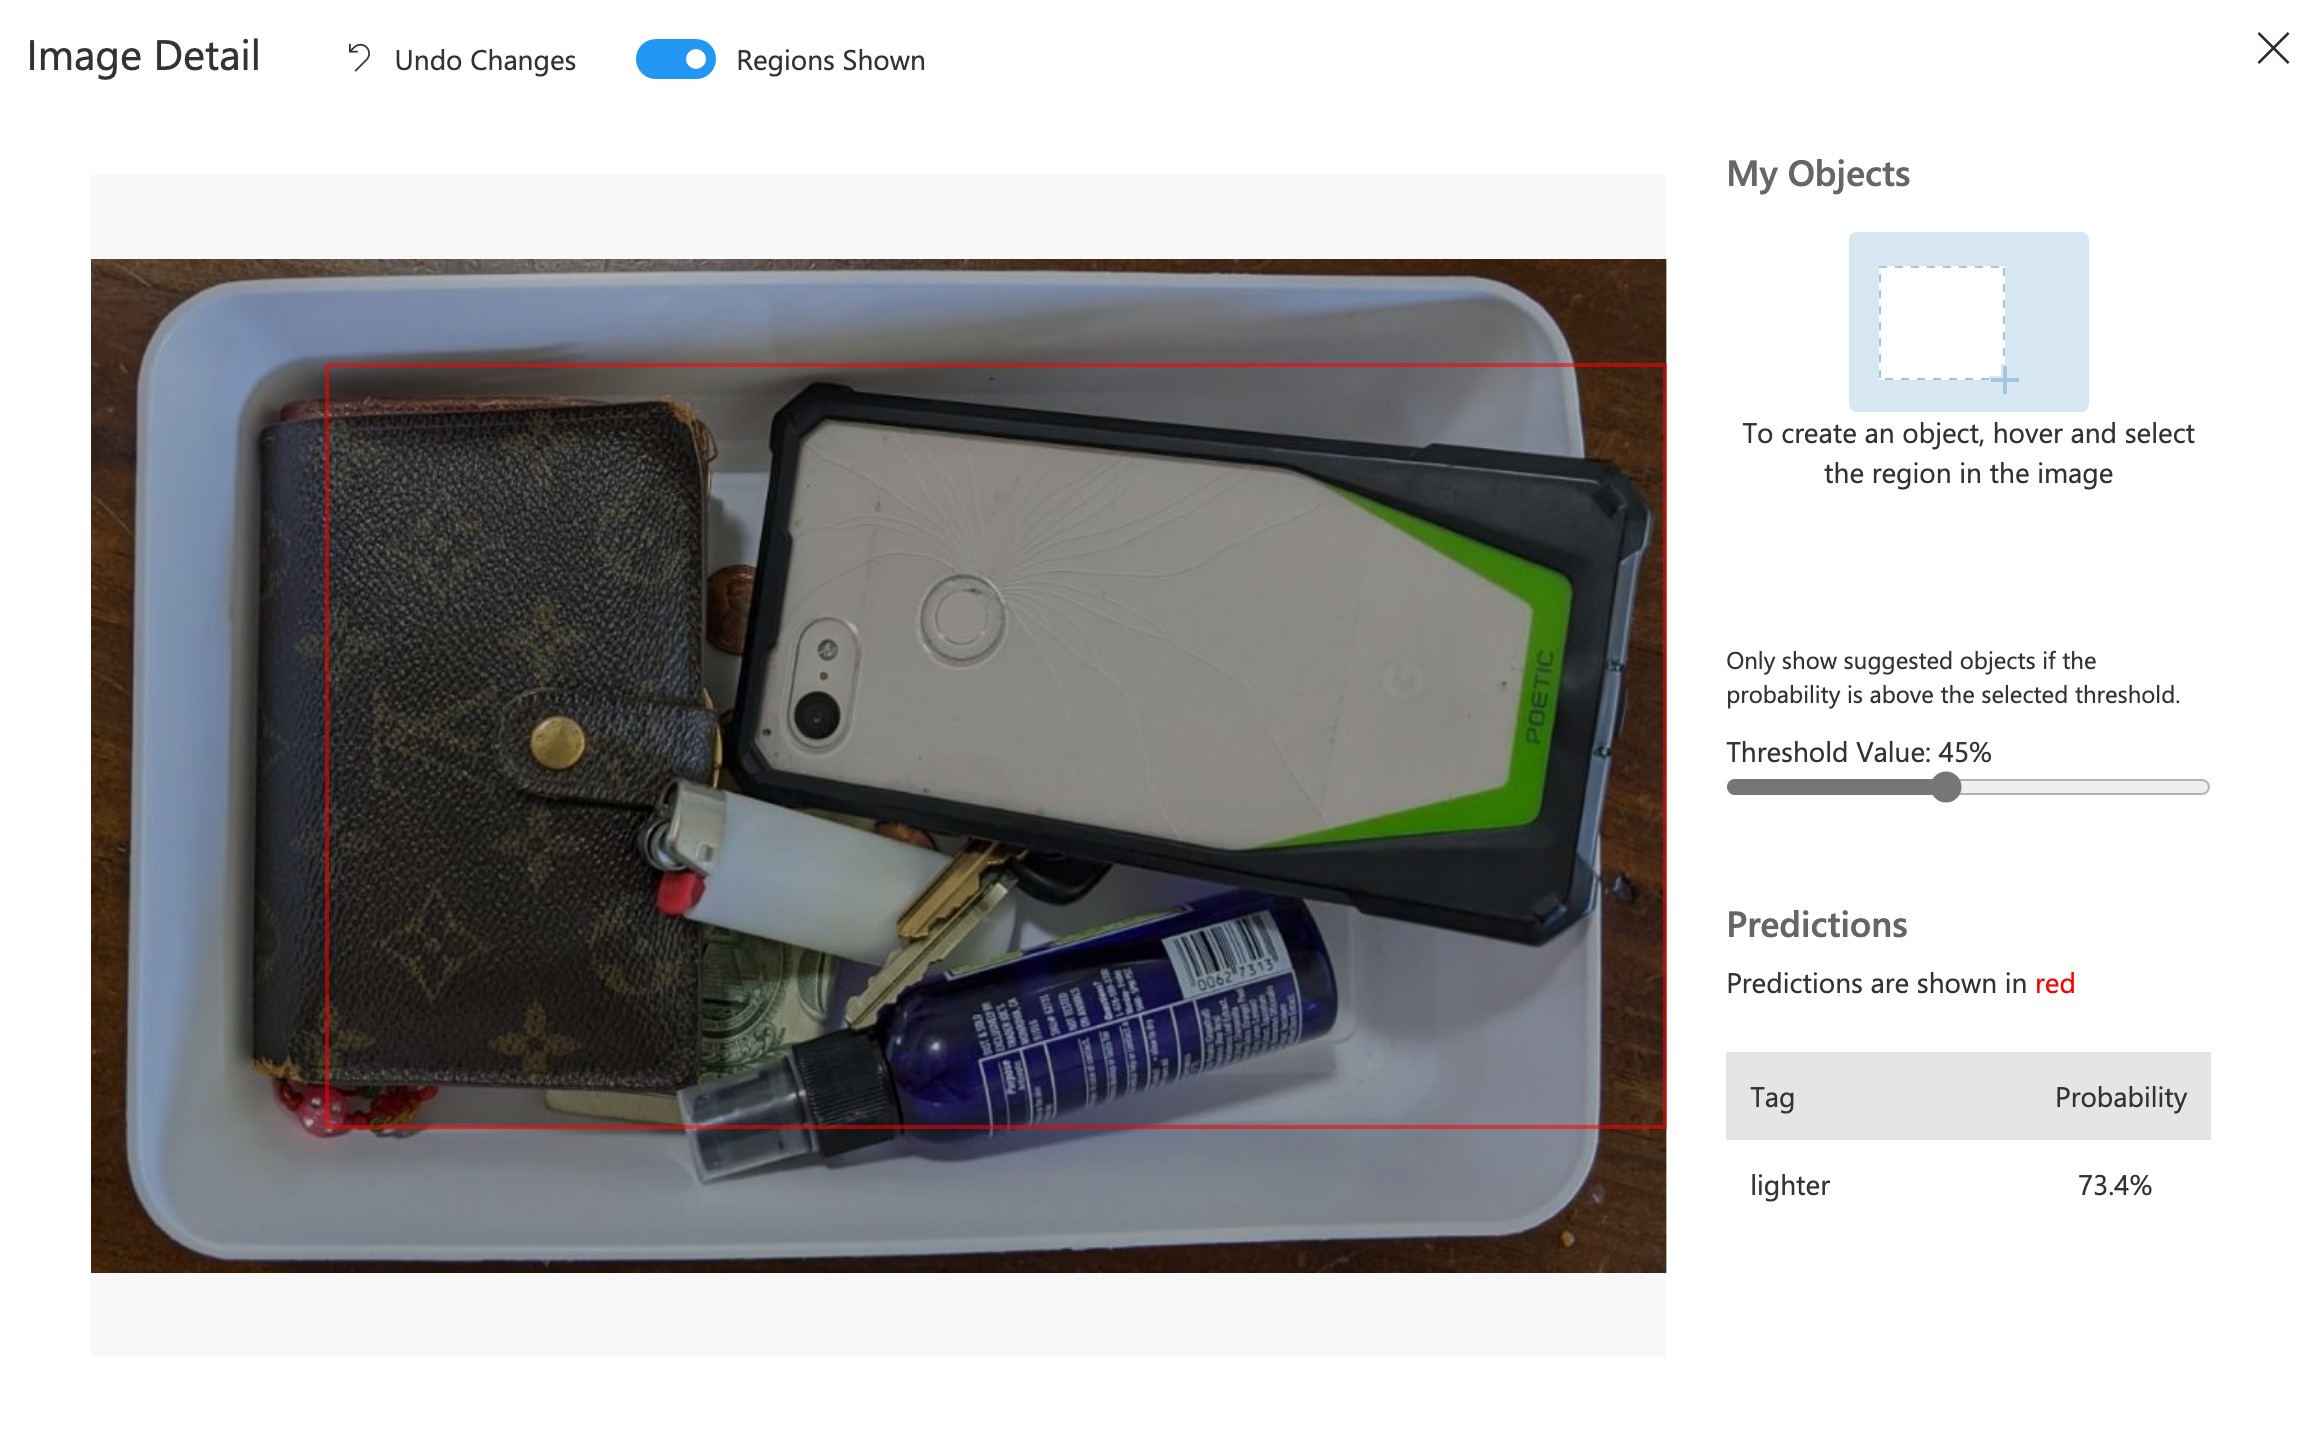 Image Detail
Undo Changes
Regions Shown
My Objects
To create an object, hover and select
the region in the image
Only show suggested objects if the
probability is above the selected threshold.
Threshold Value: 45%
Predictions
Predictions are shown in red
Tag Probability
lighter 73.4%
POETIC
G
0062 7313
Purpose